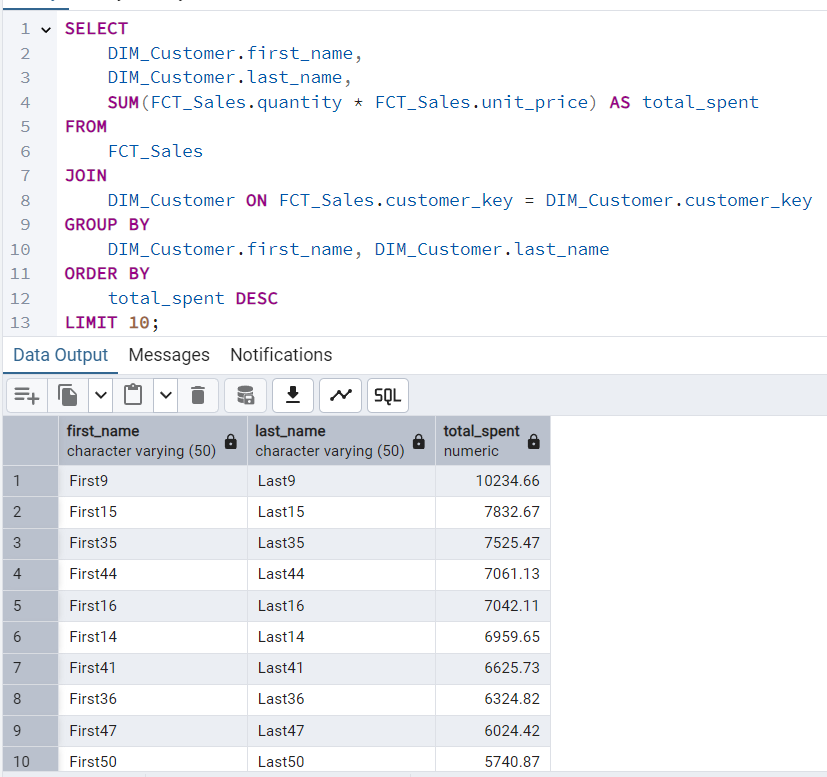 1 SELECT
2 DIM_Customer.first_name,
3 DIM_Customer.last_name,
4 SUM(FCT_Sales.quantity * FCT_Sales.unit_price) AS total_spent
5 FROM
6 FCT_Sales
7 JOIN
8 DIM_Customer ON FCT_Sales.customer_key = DIM_Customer.customer_key
9 GROUP BY
10 DIM_Customer.first_name, DIM_Customer.last_name
11 ORDER BY
12 total_spent DESC
13 LIMIT 10;
Data Output Messages Notifications
SQL
first_name last_name total_spent
character varying (50) character varying (50) numeric
1 First9 Last9 10234.66
2 First15 Last15 7832.67
3 First35 Last35 7525.47
4 First44 Last44 7061.13
5 First16 Last16 7042.11
6 First14 Last14 6959.65
7 First41 Last41 6625.73
8 First36 Last36 6324.82
9 First47 Last47 6024.42
10 First50 Last50 5740.87